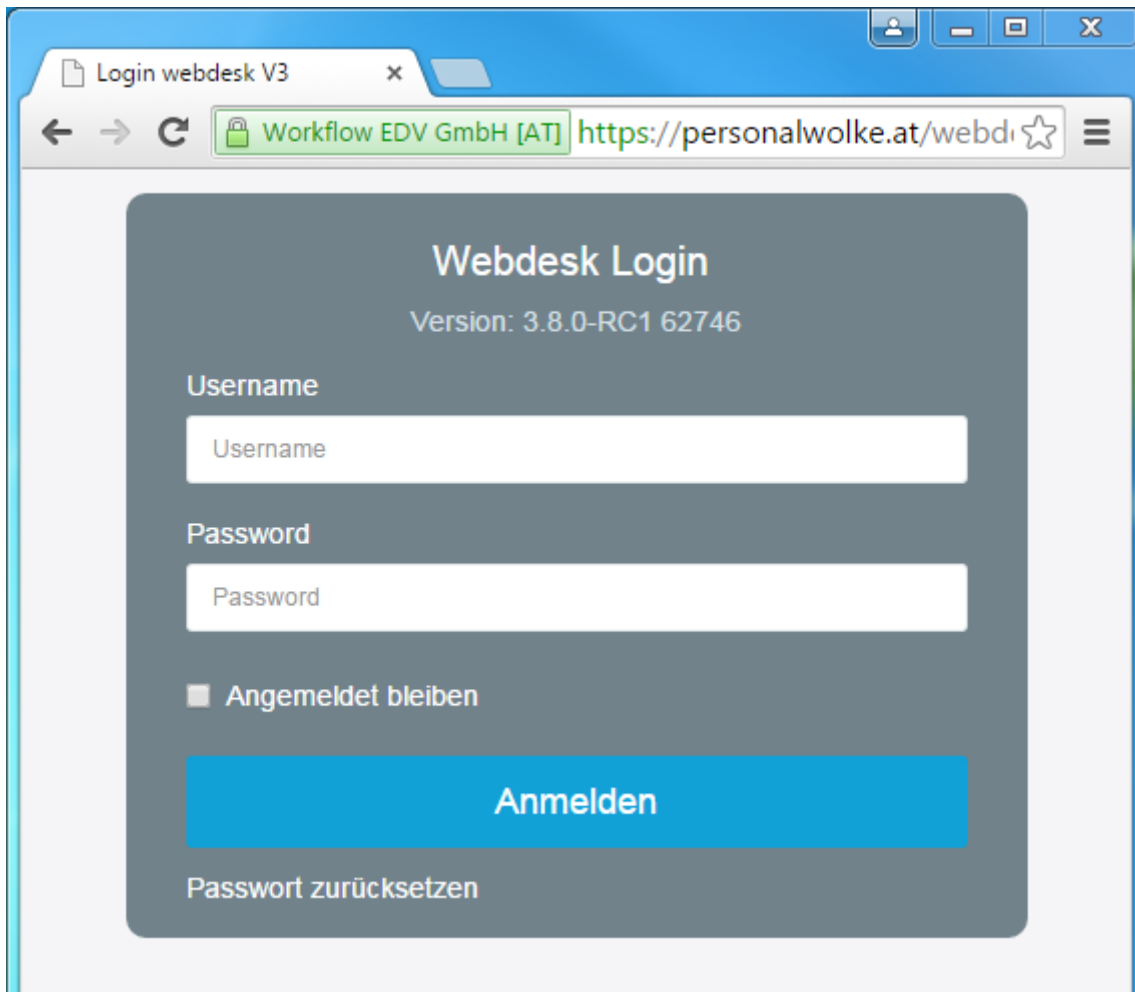 Login webdesk V3
Workflow EDV GmbH [AT] https://personalwolke.at/webd
Webdesk Login
Version: 3.8.0-RC1 62746
Username
Username
Password
Password
Angemeldet bleiben
Anmelden
Passwort zurücksetzen